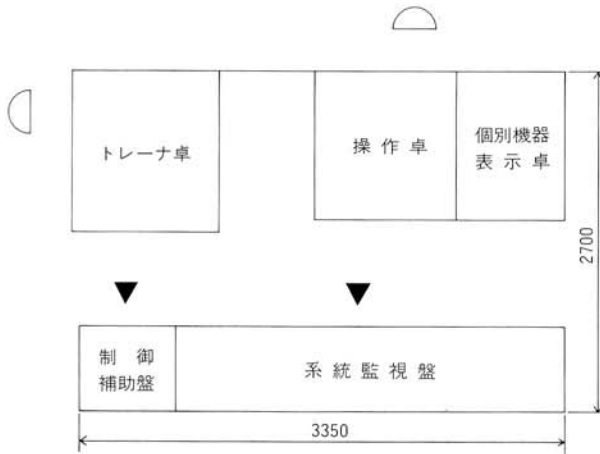 トレーナ卓
操作卓
個別機器
表示卓
2700
制御
補助盤
系統監視盤
3350